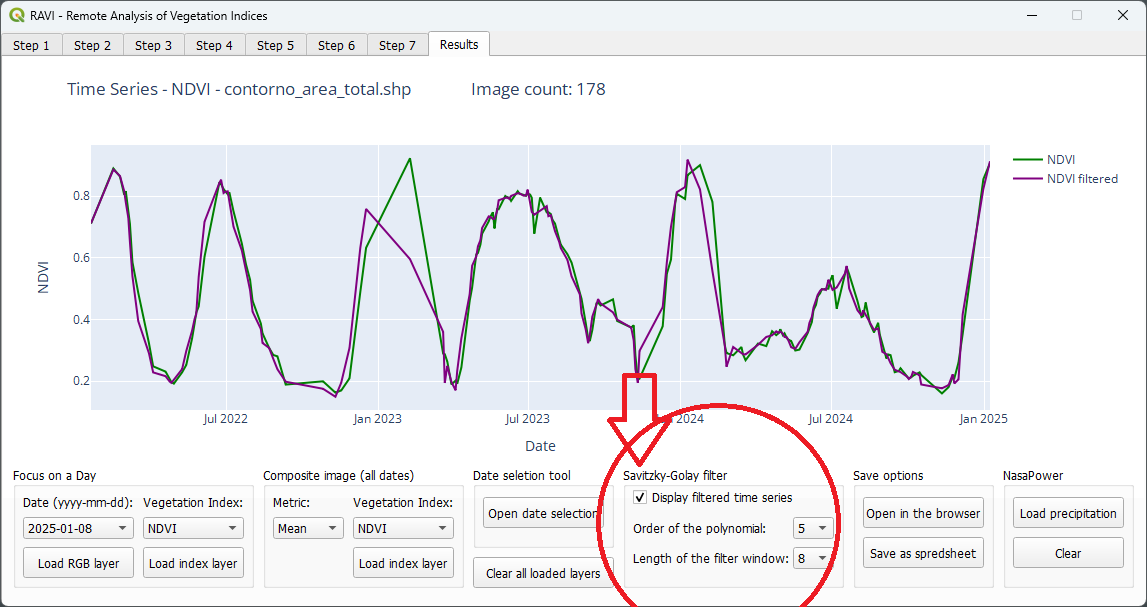 RAVI - Remote Analysis of Vegetation Indices
Step 1 Step 2 Step 3 Step 4 Step 5 Step 6 Step 7 Results
Time Series - NDVI - contorno_area_total.shp Image count: 178
NDVI
NDVI filtered
0.8
0.6
NDVI
0.4
0.2
Jul 2022 Jan 2023 Jul 2023 2024 Jul 2024 Jan 2025
Date
Focus on a Day Composite image (all dates) Date seletion tool Savitzky-Golay filter Save options NasaPower
Date (yyyy-mm-dd): Vegetation Index: Metric: Vegetation Index: Display filtered time series
2025-01-08 NDVI Mean NDVI Open date selection Order of the polynomial: 5 Open in the browser Load precipitation
Load RGB layer Load index layer Load index layer Clear all loaded layers Length of the filter window: 8 Save as spredsheet Clear